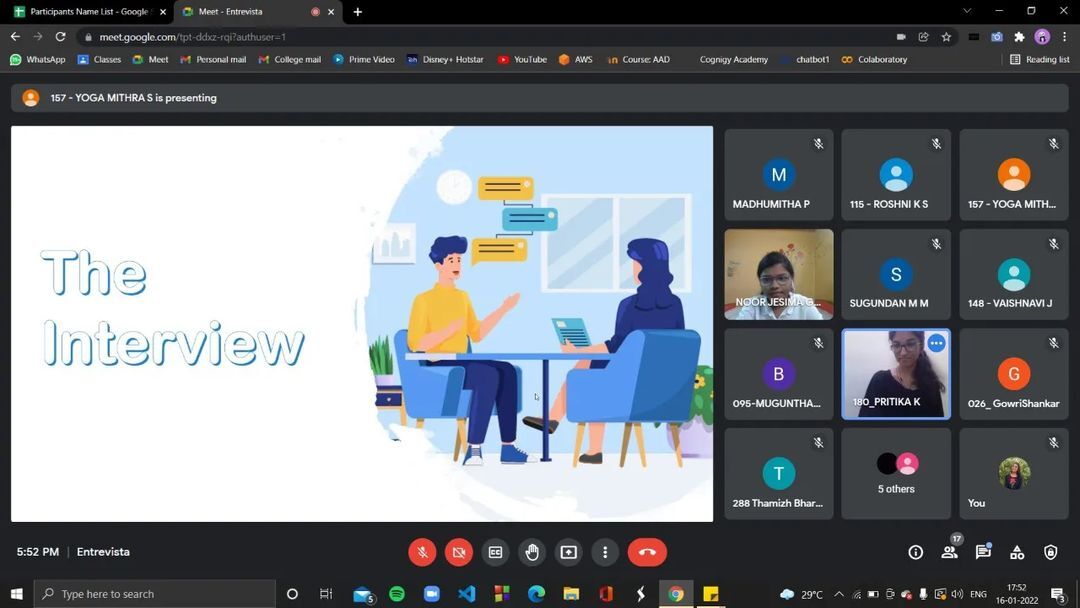 Participants Name List - Google
Meet - Entrevista
meet.google.com/tpt-ddxz-rqi?authuser=1
WhatsApp
Classes
Meet
Personal mail
College mail
Prime Video
Disney+ Hotstar
YouTube
AWS
Course: AAD
Cognigy Academy
chatbot1
Colaboratory
Reading list
157 - YOGA MITHRA S is presenting
The
Interview
M
MADHUMITHA P
115 - ROSHNI K S
157 - YOGA MITH...
NOOR JESIMA G...
S
SUGUNDAN M M
148 - VAISHNAVI J
B
095-MUGUNTHA...
180_PRITIKA K
G
026_ GowriShankar
T
288 Thamizh Bhar...
5 others
You
5:52 PM | Entrevista
CC
17
Type here to search
5
29°C
ENG
17:52
16-01-2022
3